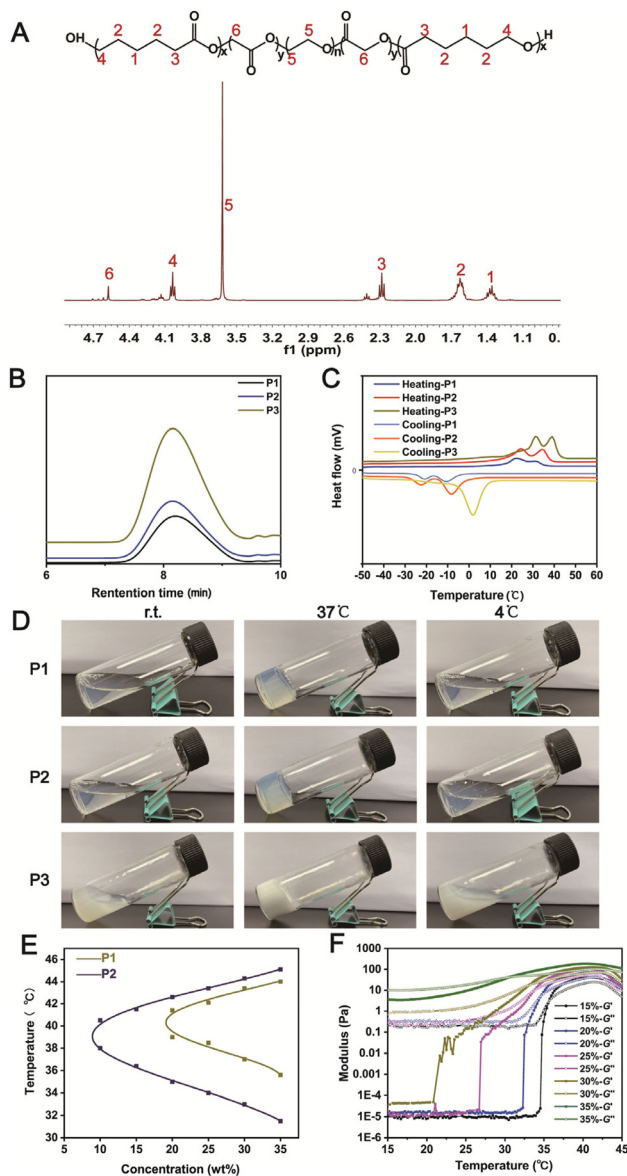 A
OH
2
2
O
x
6
O
O
y
5
5
O
n
O
O
y
O
3
1
4
O
x
H
4
1
3
O
5
6
O
2
2
5
6
4
3
2
1
4.7 4.4 4.1 3.8 3.6 3.5 3.2 2.9 2.6 2.3 2.0 1.7 1.4 1.1 0.
f1 (ppm)
B
P1
P2
P3
6 8 10
Rentention time (min)
C
Heating-P1
Heating-P2
Heating-P3
Cooling-P1
Cooling-P2
Cooling-P3
Heat flow (mV)
0
-50 -40 -30 -20 -10 0 10 20 30 40 50 60
Temperature (℃)
D
r.t. 37℃ 4℃
P1
P2
P3
E
P1
P2
Temperature (℃)
46
44
42
40
38
36
34
32
30
5 10 15 20 25 30 35
Concentration (wt%)
F
Modulus (Pa)
1000
100
10
1
0.1
0.01
0.001
1E-4
1E-5
1E-6
15%-G'
15%-G''
20%-G'
20%-G''
25%-G'
25%-G''
30%-G'
30%-G''
35%-G'
35%-G''
15 20 25 30 35 40 45
Temperature (℃)